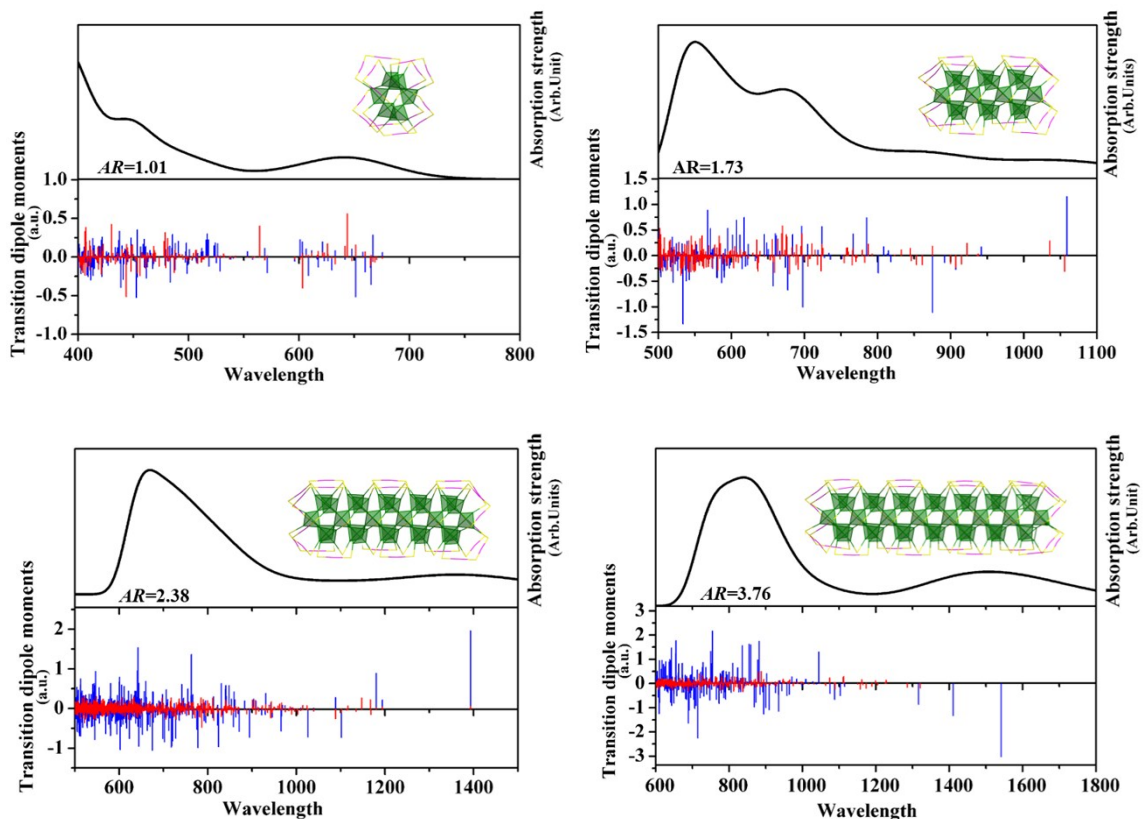 AR=1.01
Absorption strength
(Arb.Unit)
1.0
0.5
0.0
-0.5
-1.0
Transition dipole moments
(a.u.)
400 500 600 700 800
Wavelength
AR=1.73
Absorption strength
(Arb.Units)
1.5
1.0
0.5
0.0
-0.5
-1.0
-1.5
Transition dipole moments
(a.u.)
500 600 700 800 900 1000 1100
Wavelength
AR=2.38
Absorption strength
(Arb.Units)
2
1
0
-1
Transition dipole moments
(a.u.)
600 800 1000 1200 1400
Wavelength
AR=3.76
Absorption strength
(Arb.Unit)
3
2
1
0
-1
-2
-3
Transition dipole moments
(a.u.)
600 800 1000 1200 1400 1600 1800
Wavelength